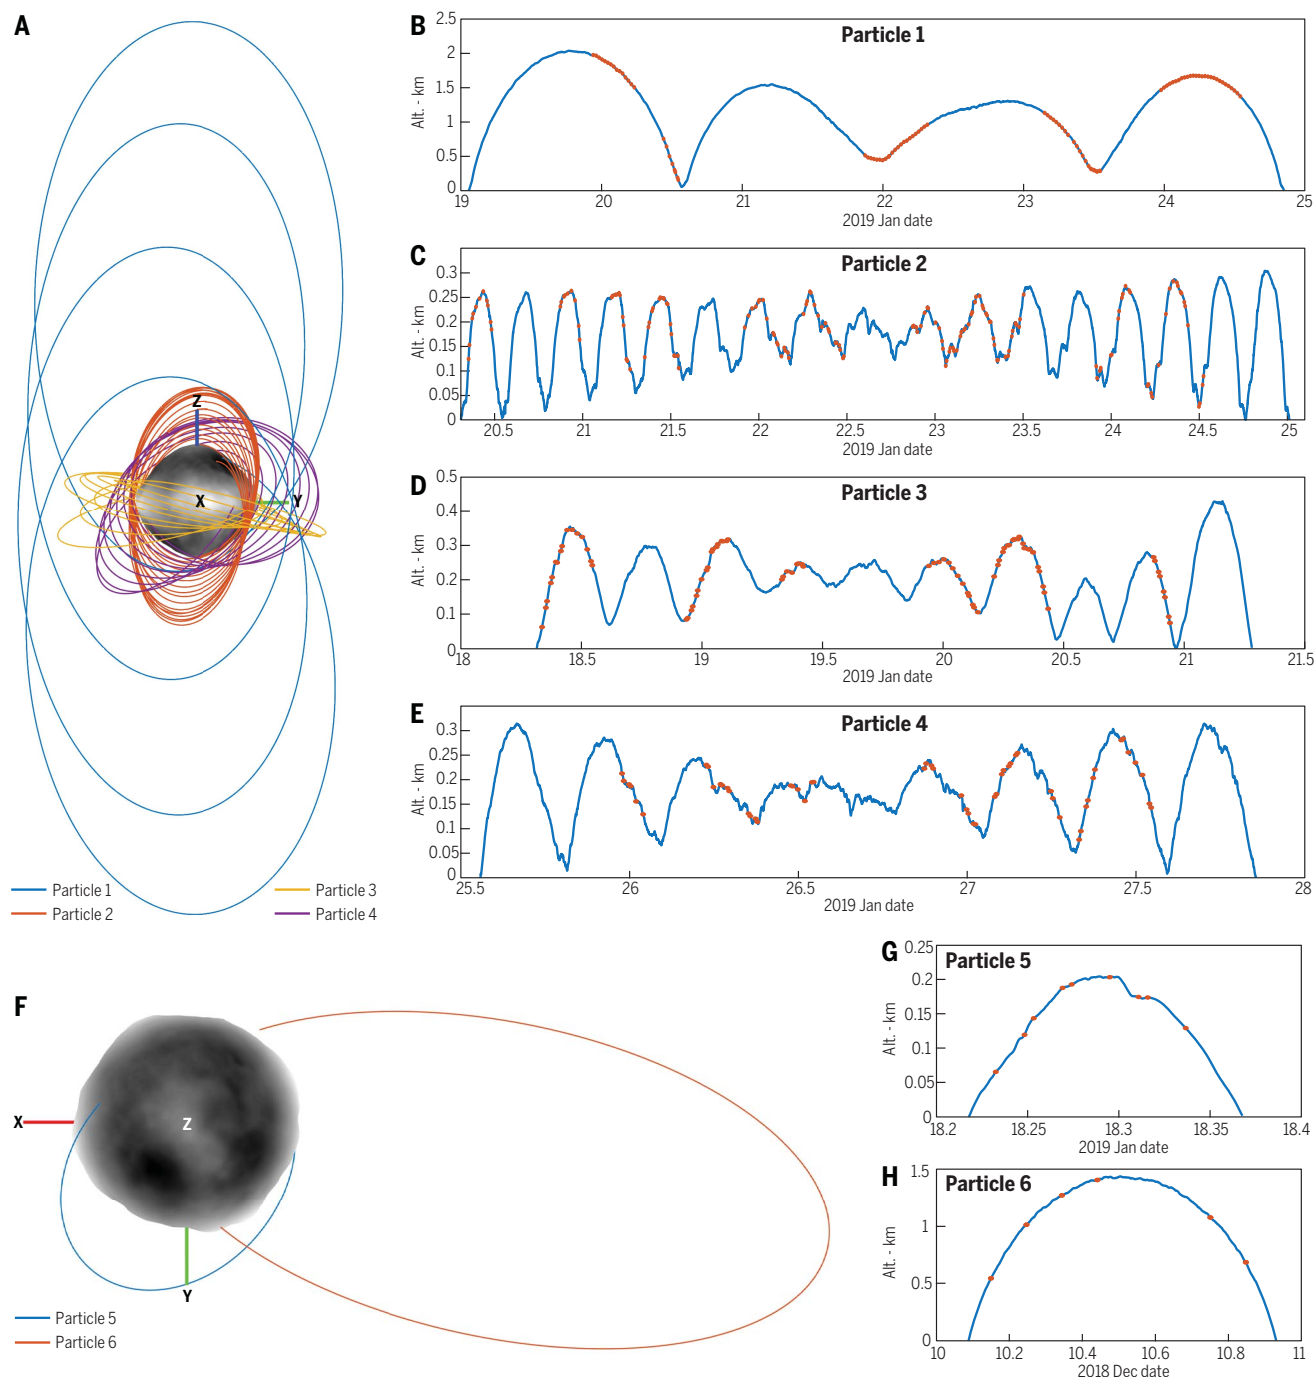 A
Z
X
Y
Particle 1
Particle 2
Particle 3
Particle 4
B
Particle 1
Alt. - km
2.5
2
1.5
1
0.5
0
19 20 21 22 23 24 25
2019 Jan date
C
Particle 2
Alt. - km
0.3
0.25
0.2
0.15
0.1
0.05
0
20.5 21 21.5 22 22.5 23 23.5 24 24.5 25
2019 Jan date
D
Particle 3
Alt. - km
0.5
0.4
0.3
0.2
0.1
0
18 18.5 19 19.5 20 20.5 21 21.5
2019 Jan date
E
Particle 4
Alt. - km
0.3
0.25
0.2
0.15
0.1
0.05
0
25.5 26 26.5 27 27.5 28
2019 Jan date
F
X
Z
Y
Particle 5
Particle 6
G
Particle 5
Alt. - km
0.25
0.2
0.15
0.1
0.05
0
18.2 18.25 18.3 18.35 18.4
2019 Jan date
H
Particle 6
Alt. - km
1.5
1
0.5
0
10 10.2 10.4 10.6 10.8 11
2018 Dec date